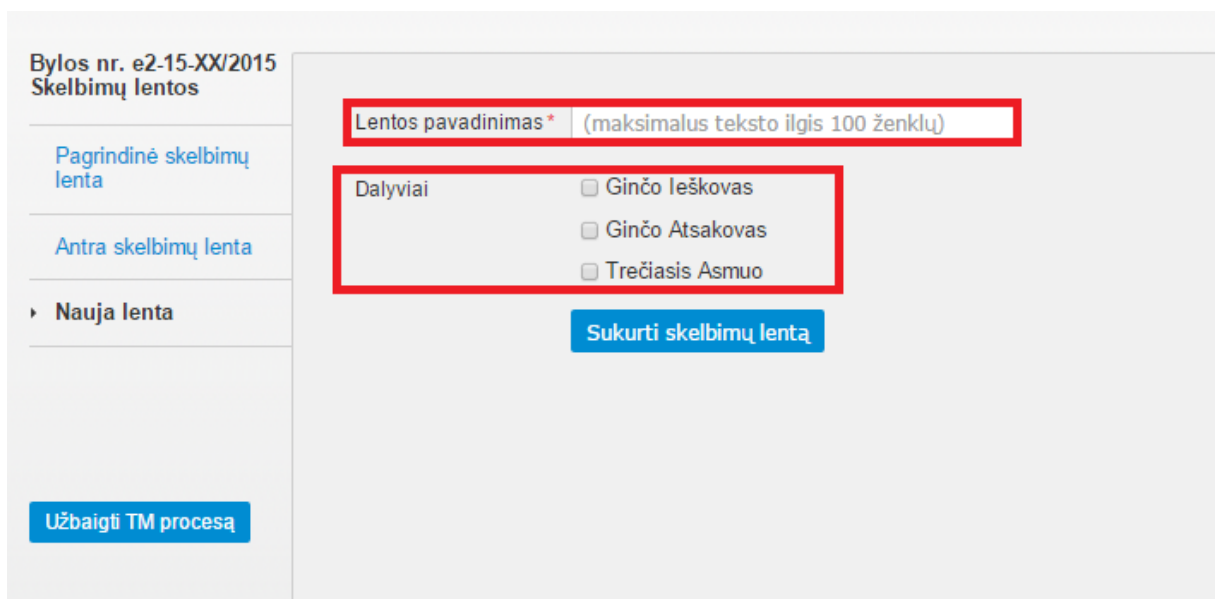 Bylos nr. e2-15-XX/2015
Skelbimų lentos
Pagrindinė skelbimų
lenta
Antra skelbimų lenta
Nauja lenta
Užbaigti TM procesą
Lentos pavadinimas * (maksimalus teksto ilgis 100 ženklų)
Dalyviai Ginčo Ieškovas
Ginčo Atsakovas
Trečiasis Asmuo
Sukurti skelbimų lentą